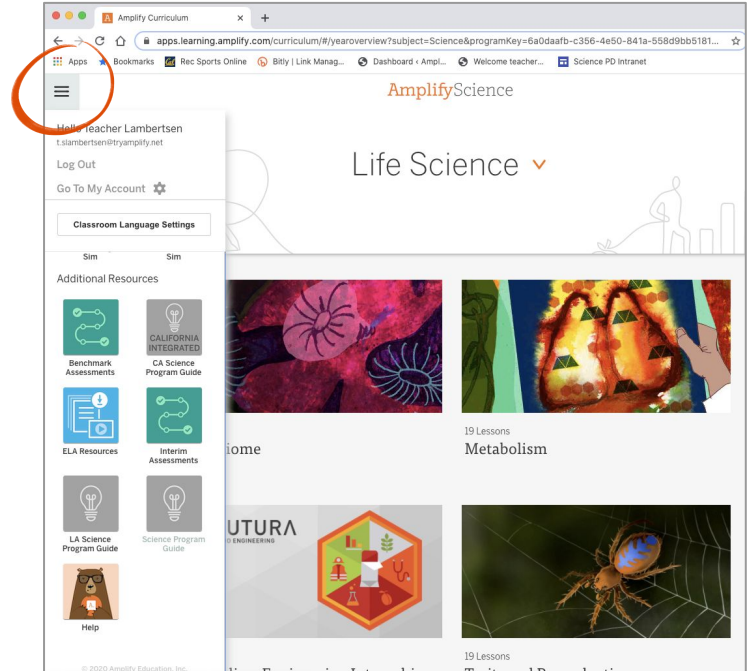 Amplify Curriculum
apps.learning.amplify.com/curriculum/#/yearoverview?subject=Science&programKey=6a0daafb-c356-4e50-841a-558d9bb5181...
Apps Bookmarks Rec Sports Online Bitly | Link Manag... Dashboard ‹ Ampl... Welcome teacher... Science PD Intranet
AmplifyScience
Hello Teacher Lambertsen
t.slambertsen@tryamplify.net
Log Out
Go To My Account
Life Science
Classroom Language Settings
Sim Sim
Additional Resources
CALIFORNIA
INTEGRATED
Benchmark
Assessments
CA Science
Program Guide
ELA Resources
Interim
Assessments
LA Science
Program Guide
Science Program
Guide
Help
© 2020 Amplify Education, Inc.
iome
19 Lessons
Metabolism
UTURA
ENGINEERING
19 Lessons